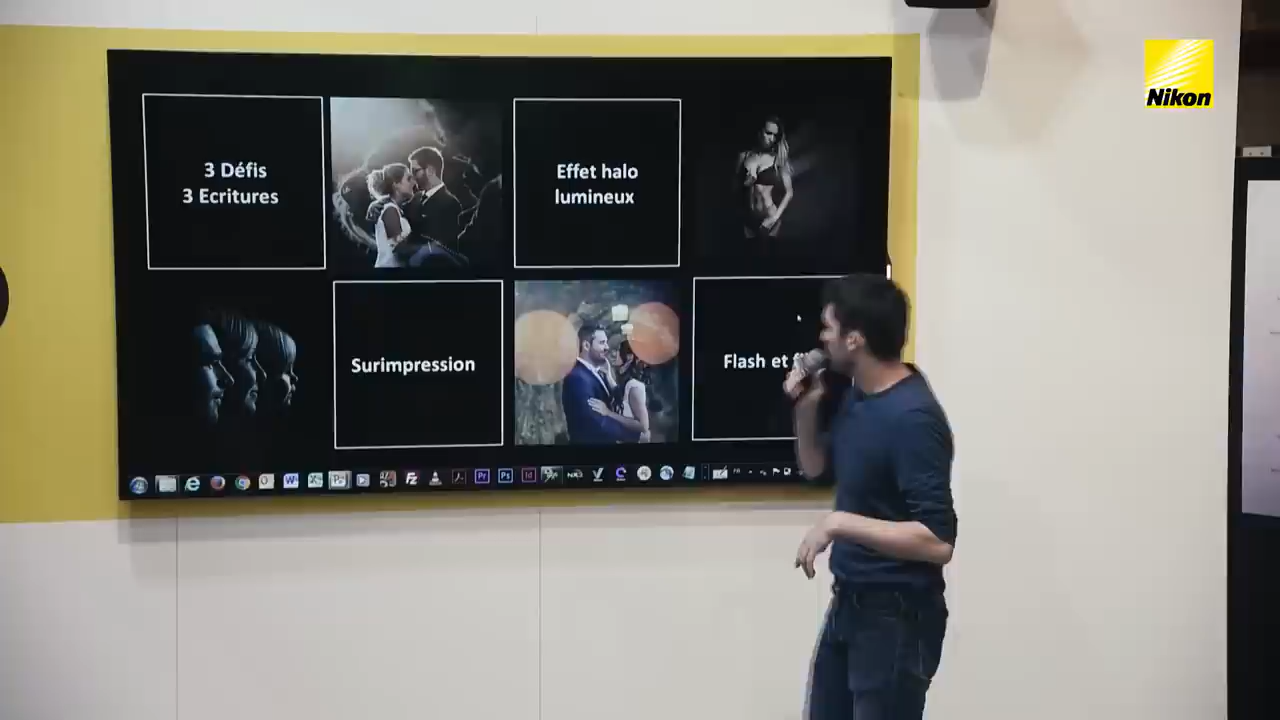 Nikon
3 Défis
3 Ecritures
Effet halo
lumineux
Surimpression
Flash et